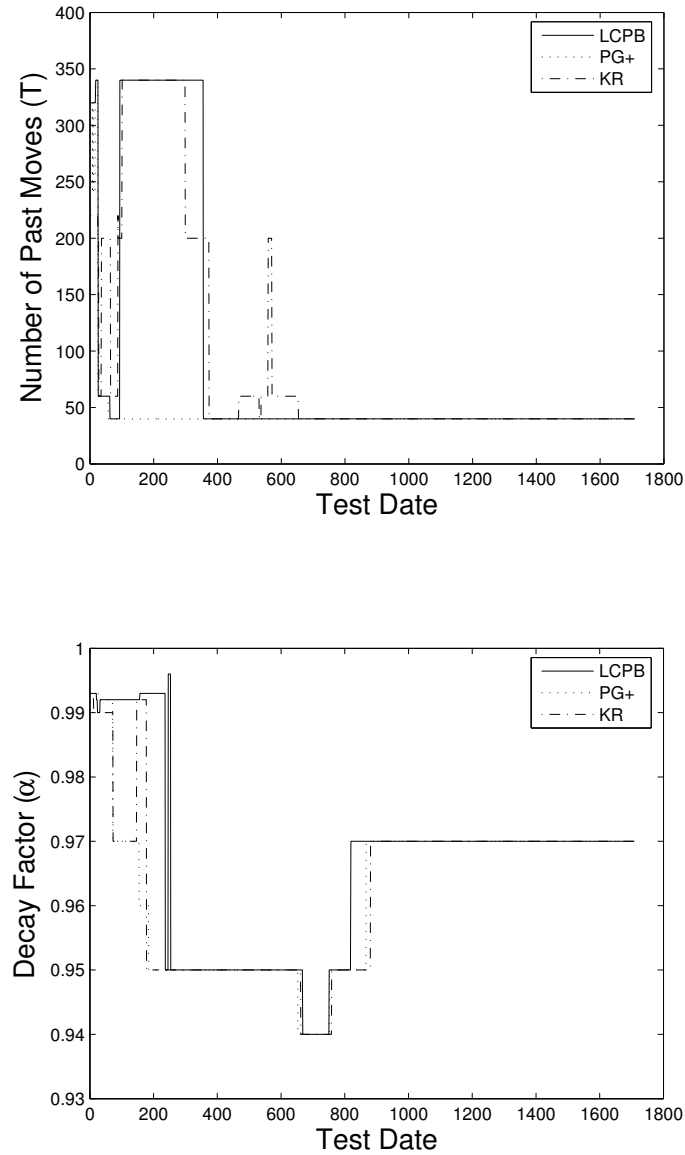 400
350
300
250
200
150
100
50
0
Number of Past Moves (T)
LCPB
PG+
KR
0 200 400 600 800 1000 1200 1400 1600 1800
Test Date
1
0.99
0.98
0.97
0.96
0.95
0.94
0.93
Decay Factor (α)
LCPB
PG+
KR
0 200 400 600 800 1000 1200 1400 1600 1800
Test Date